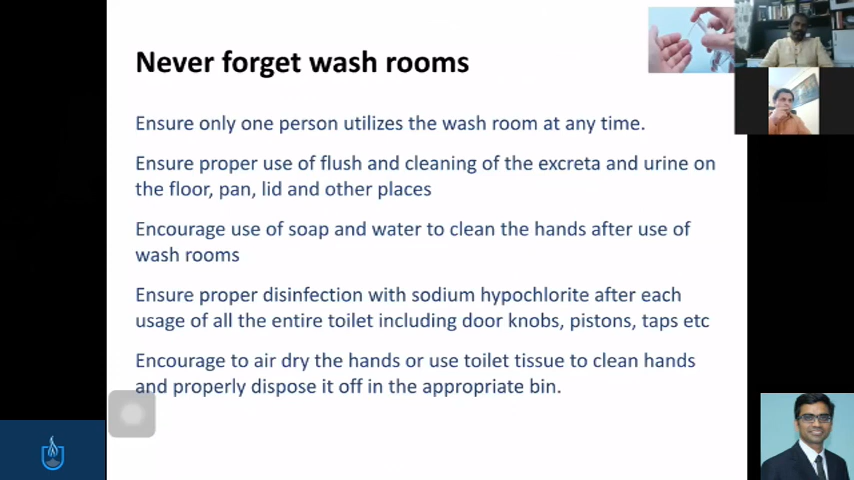 Never forget wash rooms
Ensure only one person utilizes the wash room at any time.
Ensure proper use of flush and cleaning of the excreta and urine on
the floor, pan, lid and other places
Encourage use of soap and water to clean the hands after use of
wash rooms
Ensure proper disinfection with sodium hypochlorite after each
usage of all the entire toilet including door knobs, pistons, taps etc
Encourage to air dry the hands or use toilet tissue to clean hands
and properly dispose it off in the appropriate bin.